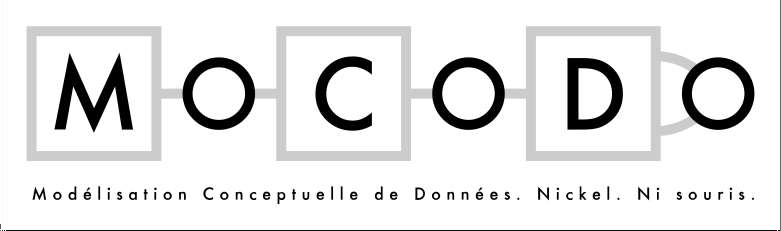 MOCODO
Modélisation Conceptuelle de Données. Nickel. Ni souris.